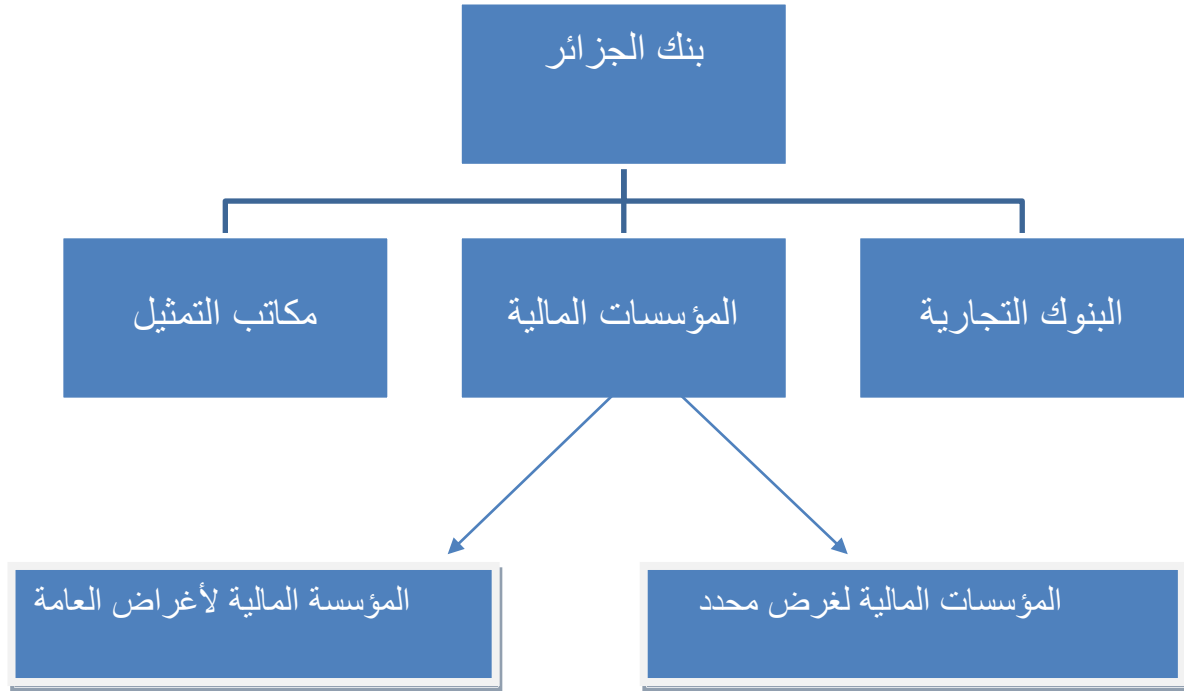 بنك الجزائر
البنوك التجارية
المؤسسات المالية
مكاتب التمثيل
المؤسسات المالية لغرض محدد
المؤسسة المالية لأغراض العامة